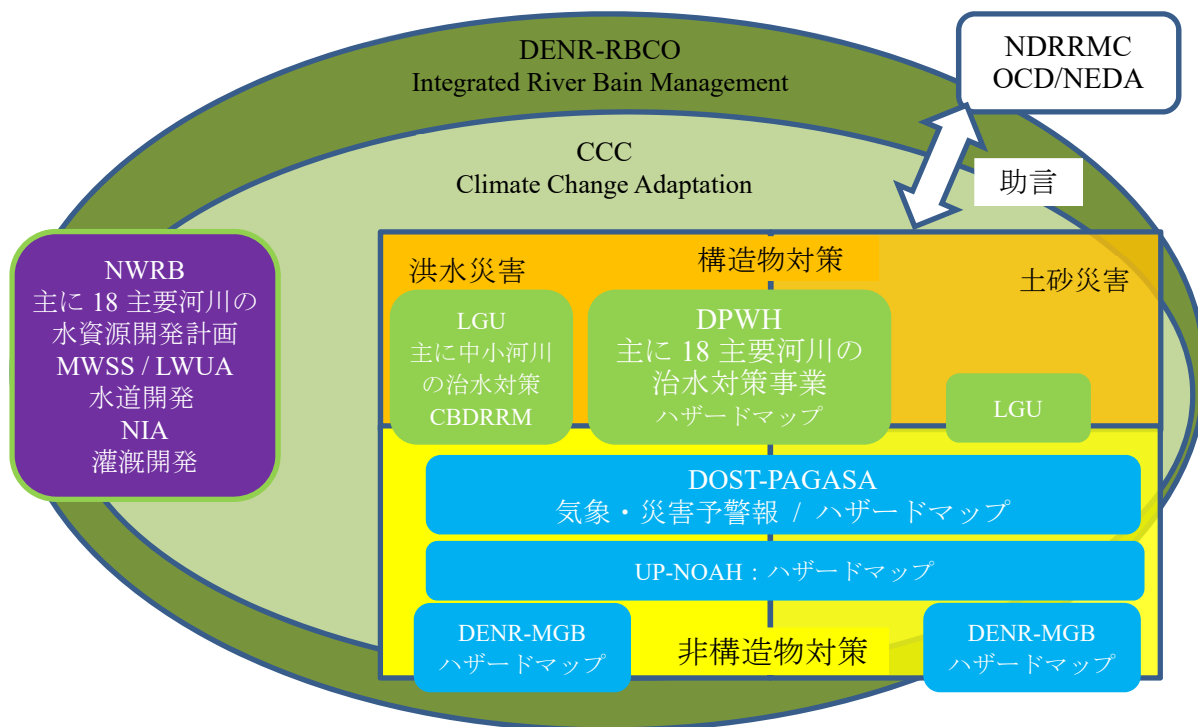 DENR-RBCO
Integrated River Bain Management
NDRRMC
OCD/NEDA
CCC
Climate Change Adaptation
助言
NWRB
主に 18 主要河川の
水資源開発計画
MWSS / LWUA
水道開発
NIA
灌漑開発
洪水災害
構造物対策
土砂災害
LGU
主に中小河川
の治水対策
CBDRRM
DPWH
主に 18 主要河川の
治水対策事業
ハザードマップ
LGU
DOST-PAGASA
気象・災害予警報 / ハザードマップ
UP-NOAH：ハザードマップ
DENR-MGB
ハザードマップ
非構造物対策
DENR-MGB
ハザードマップ